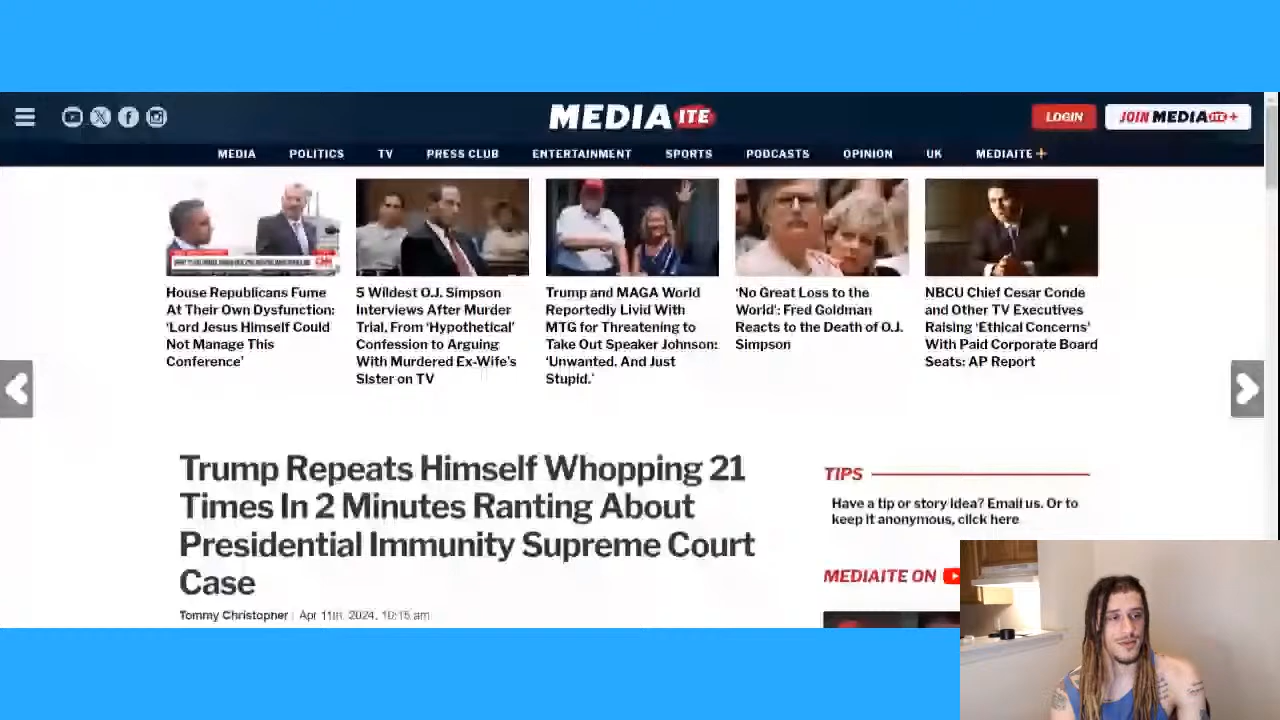 MEDIAITE
LOGIN
JOIN MEDIAITE+
MEDIA POLITICS TV PRESS CLUB ENTERTAINMENT SPORTS PODCASTS OPINION UK MEDIAITE +
House Republicans Fume
At Their Own Dysfunction:
‘Lord Jesus Himself Could
Not Manage This
Conference’
5 Wildest O.J. Simpson
Interviews After Murder
Trial, From ‘Hypothetical’
Confession to Arguing
With Murdered Ex-Wife’s
Sister on TV
Trump and MAGA World
Reportedly Livid With
MTG for Threatening to
Take Out Speaker Johnson:
‘Unwanted. And Just
Stupid.’
‘No Great Loss to the
World’: Fred Goldman
Reacts to the Death of O.J.
Simpson
NBCU Chief Cesar Conde
and Other TV Executives
Raising ‘Ethical Concerns’
With Paid Corporate Board
Seats: AP Report
Trump Repeats Himself Whopping 21
Times In 2 Minutes Ranting About
Presidential Immunity Supreme Court
Case
Tommy Christopher | Apr 11th, 2024, 10:15 am
TIPS
Have a tip or story idea? Email us. Or to
keep it anonymous, click here
MEDIAITE ON